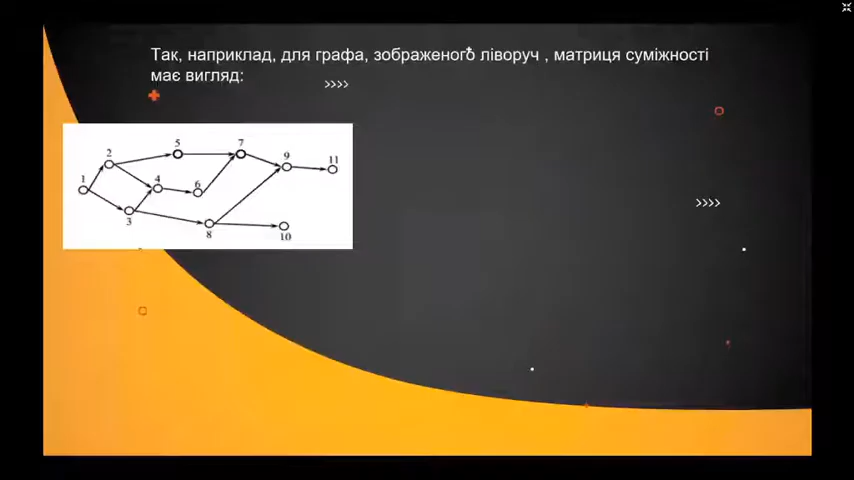 Так, наприклад, для графа, зображеного ліворуч , матриця суміжності
має вигляд:
>>>>
5 7
2 9 11
1 4 6
3 8 10
>>>>